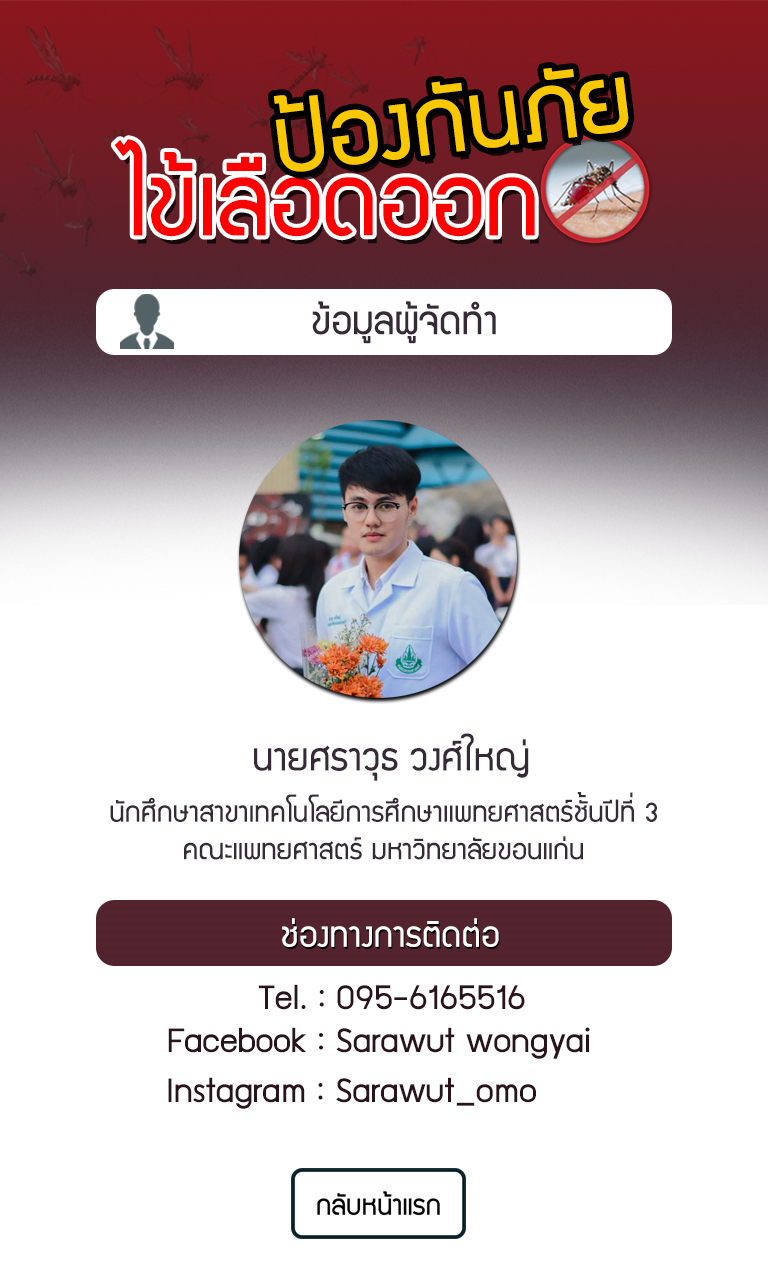 ป้องกันภัย
ไข้เลือดออก
ข้อมูลผู้จัดทำ
นายศราวุธ วงศ์ใหญ่
นักศึกษาสาขาเทคโนโลยีการศึกษาแพทยศาสตร์ชั้นปีที่ 3
คณะแพทยศาสตร์ มหาวิทยาลัยขอนแก่น
ช่องทางการติดต่อ
Tel. : 095-6165516
Facebook : Sarawut wongyai
Instagram : Sarawut_omo
กลับหน้าแรก